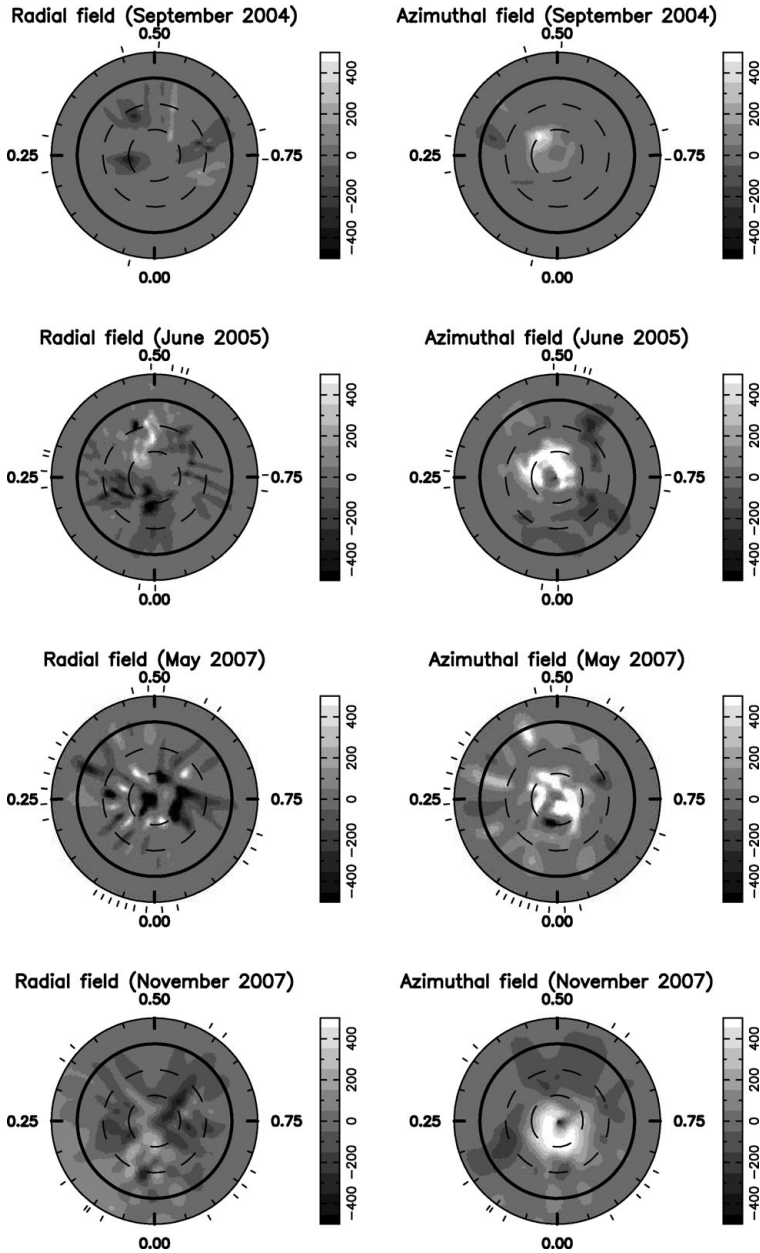 Radial field (September 2004)
0.50
0.25
0.75
0.00
−400 −200 0 200 400
Azimuthal field (September 2004)
0.50
0.25
0.75
0.00
−400 −200 0 200 400
Radial field (June 2005)
0.50
0.25
0.75
0.00
−400 −200 0 200 400
Azimuthal field (June 2005)
0.50
0.25
0.75
0.00
−400 −200 0 200 400
Radial field (May 2007)
0.50
0.25
0.75
0.00
−400 −200 0 200 400
Azimuthal field (May 2007)
0.50
0.25
0.75
0.00
−400 −200 0 200 400
Radial field (November 2007)
0.50
0.25
0.75
0.00
−400 −200 0 200 400
Azimuthal field (November 2007)
0.50
0.25
0.75
0.00
−400 −200 0 200 400